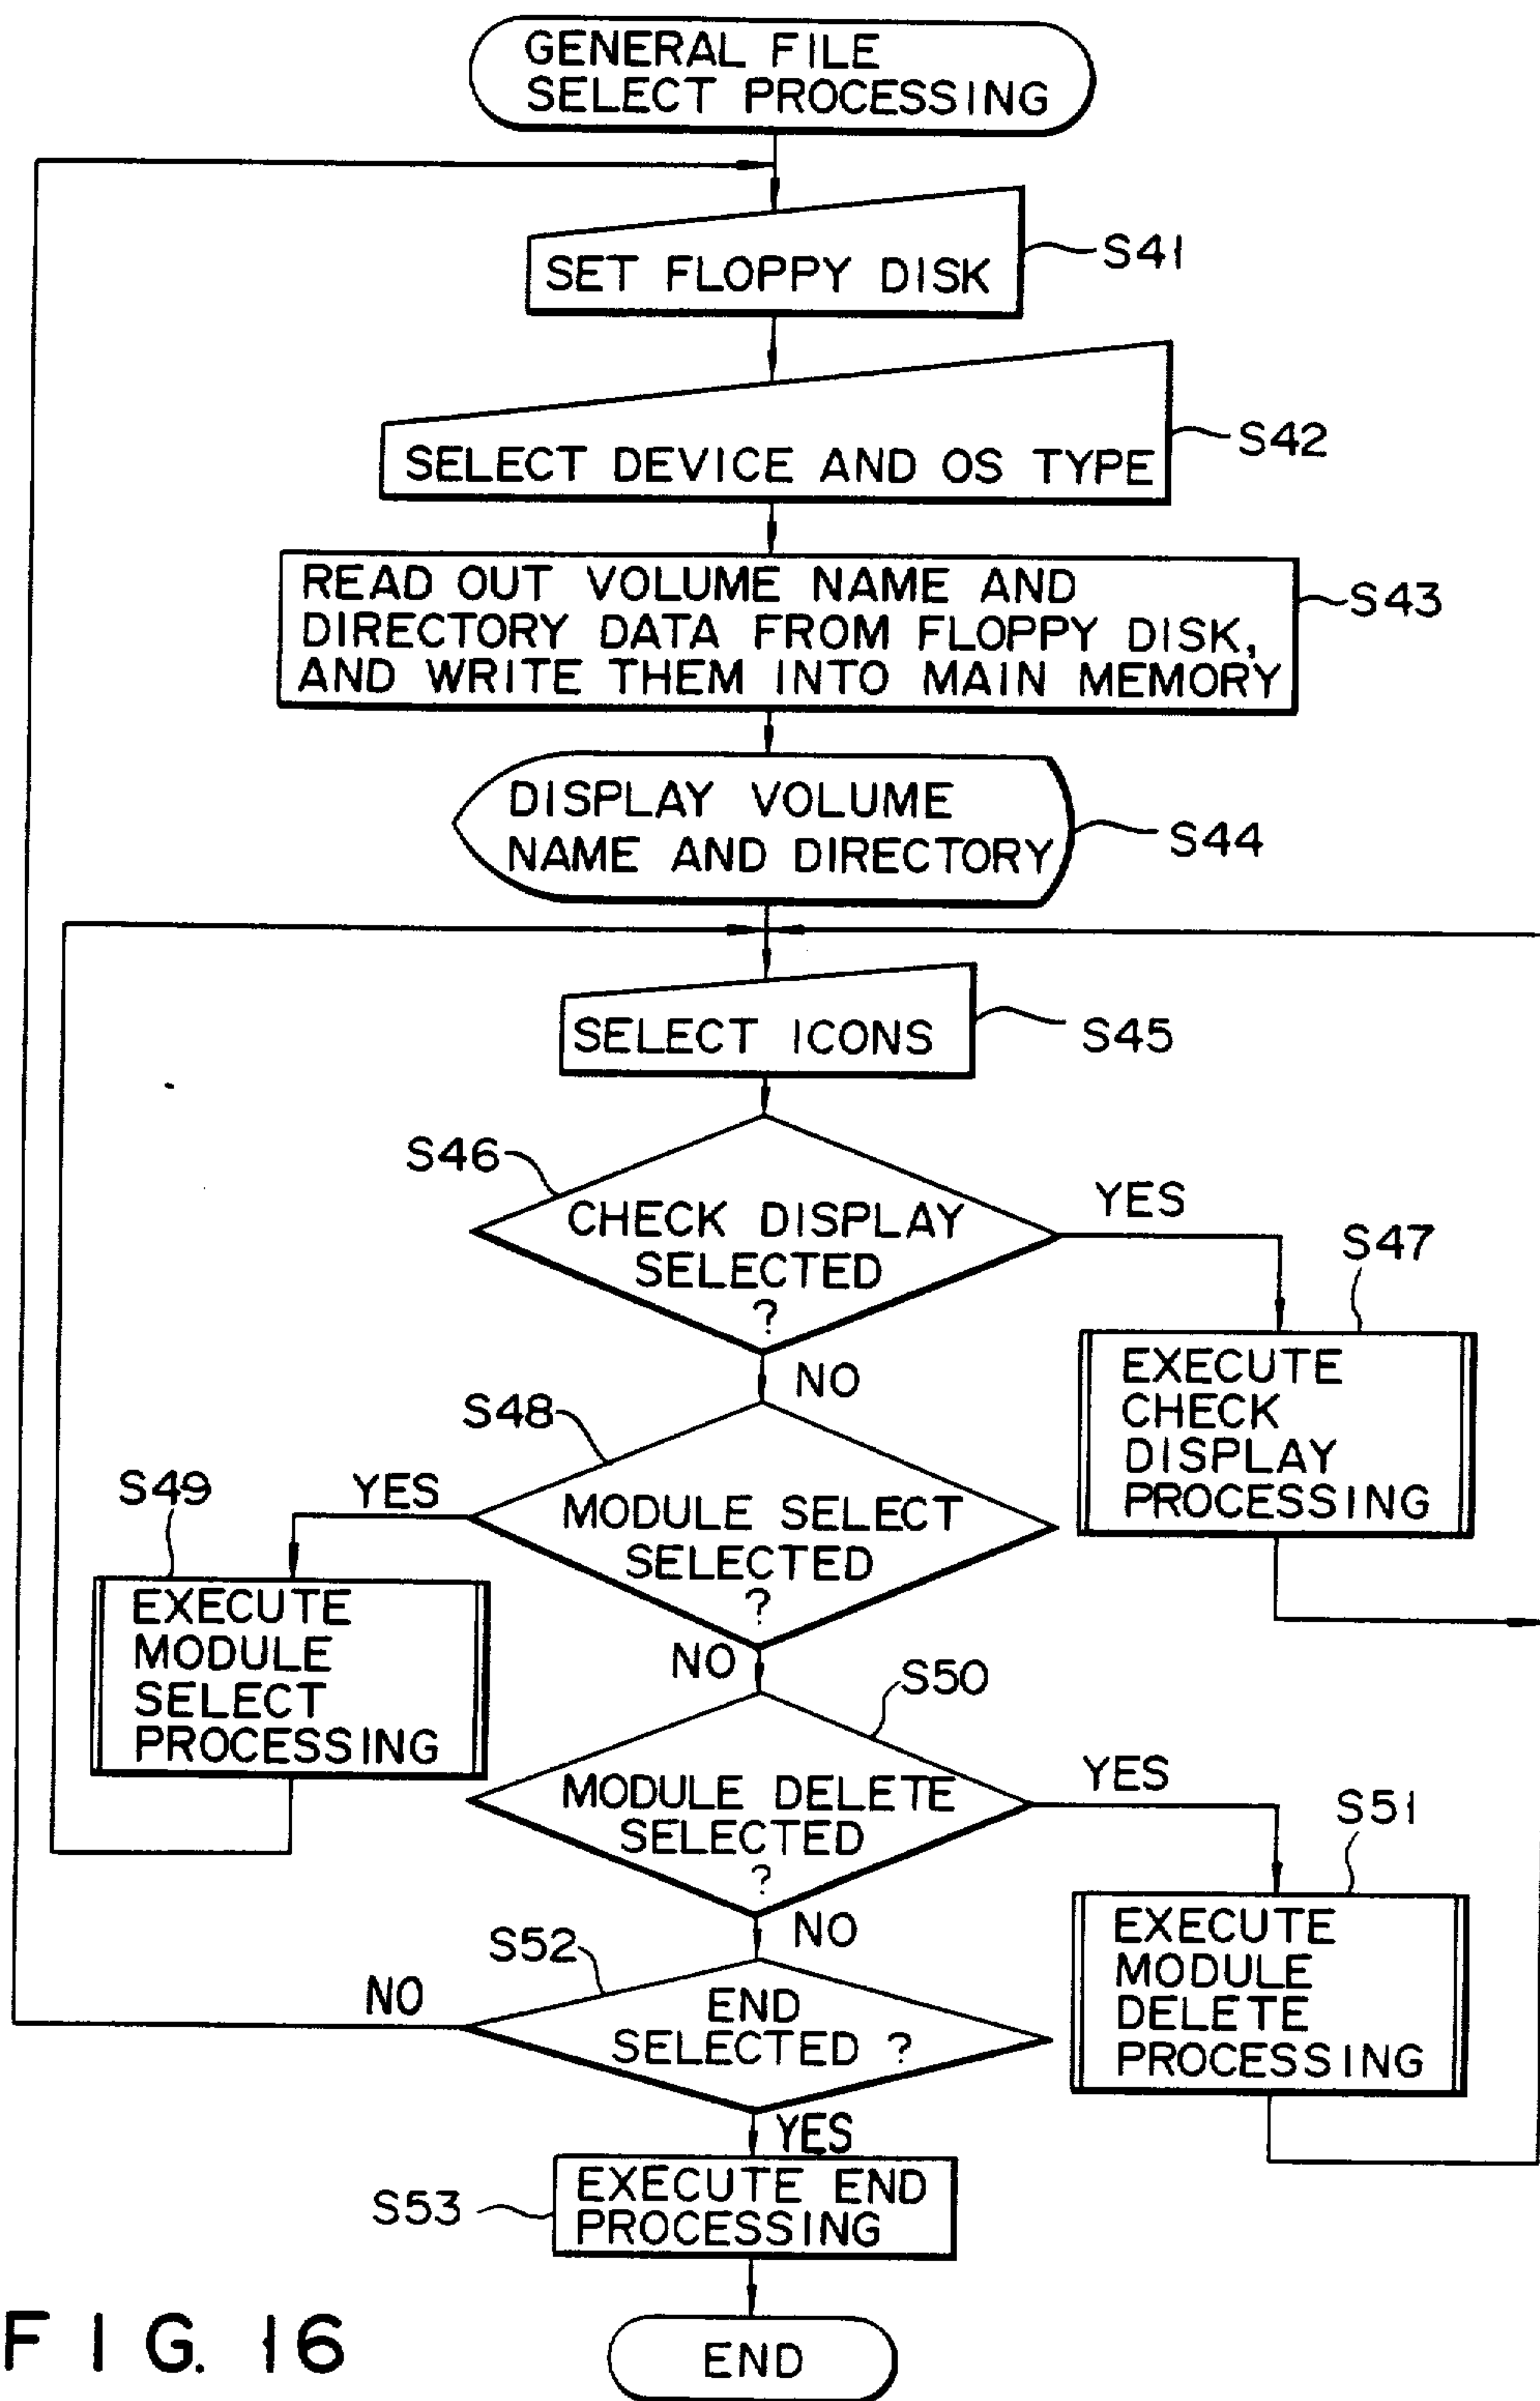 GENERAL FILE
SELECT PROCESSING
SET FLOPPY DISK
S41
SELECT DEVICE AND OS TYPE
S42
READ OUT VOLUME NAME AND
DIRECTORY DATA FROM FLOPPY DISK,
AND WRITE THEM INTO MAIN MEMORY
S43
DISPLAY VOLUME
NAME AND DIRECTORY
S44
SELECT ICONS
S45
S46
CHECK DISPLAY
SELECTED
?
YES
NO
S47
EXECUTE
CHECK
DISPLAY
PROCESSING
S48
MODULE SELECT
SELECTED
?
YES
NO
S49
EXECUTE
MODULE
SELECT
PROCESSING
S50
MODULE DELETE
SELECTED
?
YES
NO
S51
EXECUTE
MODULE
DELETE
PROCESSING
S52
END
SELECTED ?
NO
YES
S53
EXECUTE END
PROCESSING
END
FIG. 16